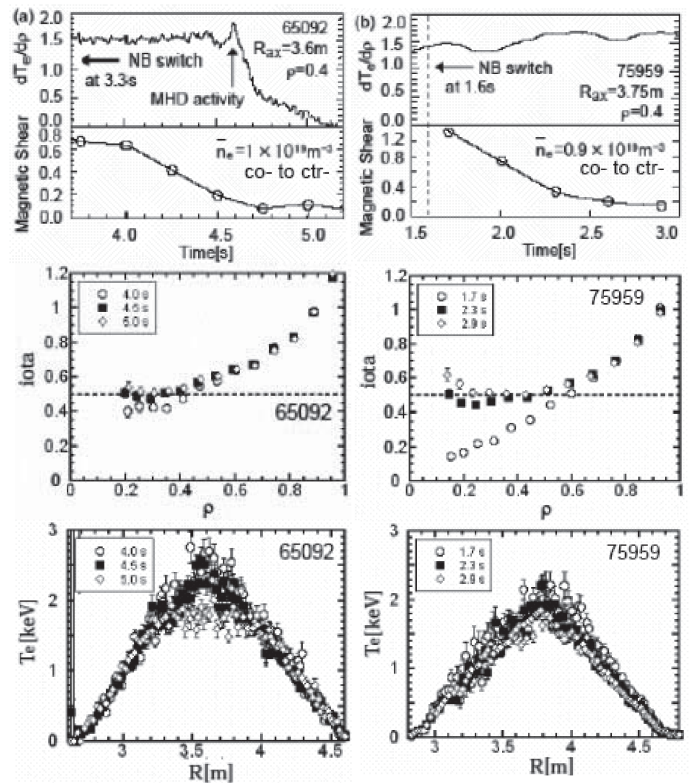 (a)
65092
Rax=3.6m
ρ=0.4
NB switch
at 3.3s
MHD activity
dTe/dρ
2.0
1.5
1.0
0.5
0.0
Magnetic Shear
0.8
0.6
0.4
0.2
0.0
n̅e=1 × 10¹⁹m⁻³
co- to ctr-
4.0 4.5 5.0
Time[s]
(b)
NB switch
at 1.6s
75959
Rax=3.75m
ρ=0.4
dTe/dρ
2.0
1.5
1.0
0.5
0.0
Magnetic Shear
1.2
0.8
0.4
0.0
n̅e=0.9 × 10¹⁹m⁻³
co- to ctr-
1.5 2.0 2.5 3.0
Time[s]
iota
1.2
1
0.8
0.6
0.4
0.2
0
4.0 s
4.5 s
5.0 s
65092
0 0.2 0.4 0.6 0.8 1
ρ
iota
1.2
1
0.8
0.6
0.4
0.2
0
1.7 s
2.3 s
2.9 s
75959
0 0.2 0.4 0.6 0.8 1
ρ
Te[keV]
3
2
1
0
4.0 s
4.5 s
5.0 s
65092
3 3.5 4 4.5
R[m]
Te[keV]
3
2
1
0
1.7 s
2.3 s
2.9 s
75959
3 3.5 4 4.5
R[m]